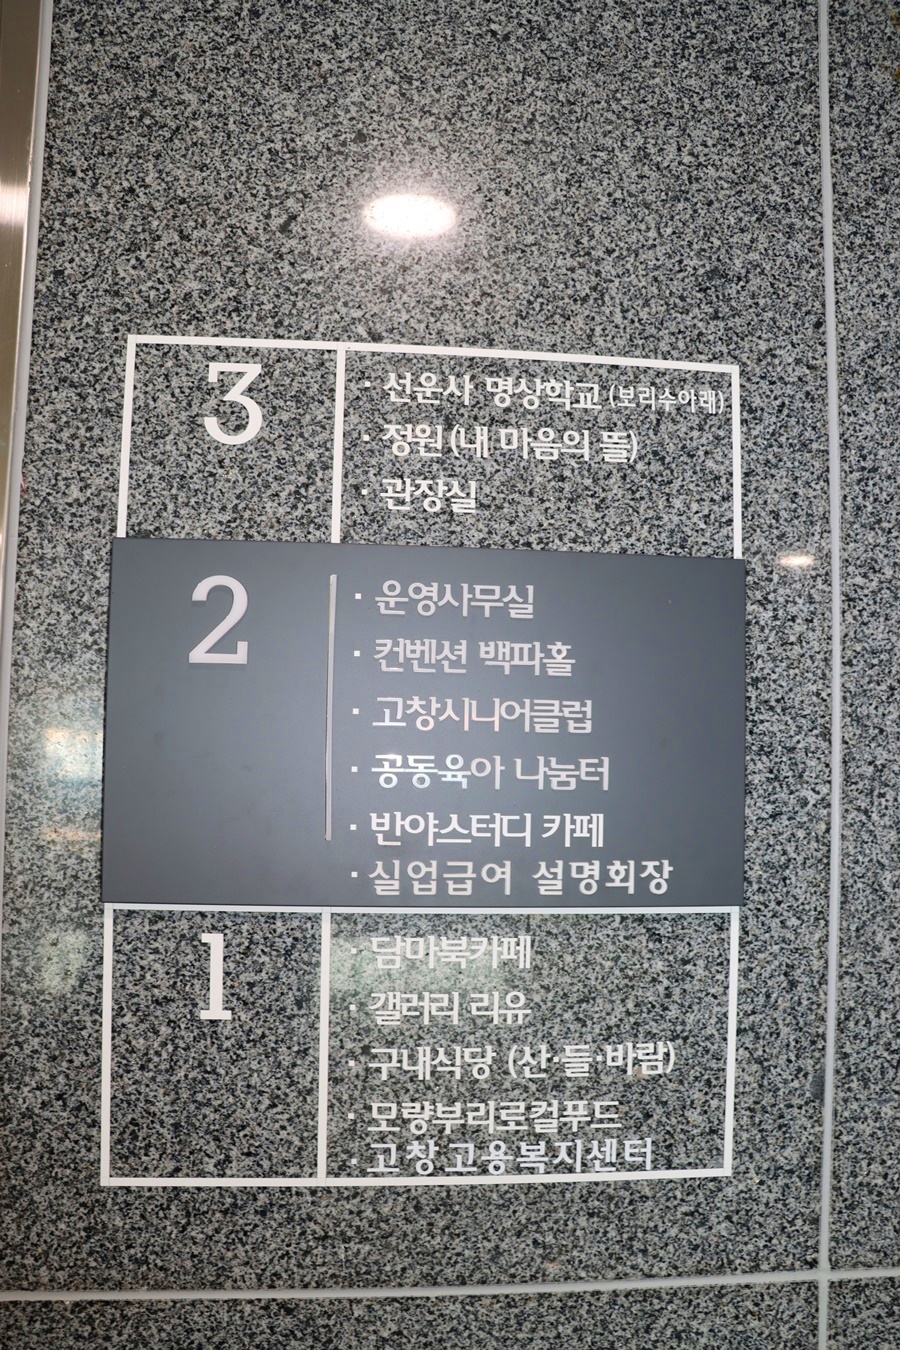 3
· 선운사 명상학교 (보리수아래)
· 정원 (내 마음의 뜰)
· 관장실
2
· 운영사무실
· 컨벤션 백파홀
· 고창시니어클럽
· 공동육아 나눔터
· 반야스터디 카페
· 실업급여 설명회장
1
· 담마북카페
· 갤러리 리유
· 구내식당 (산·들·바람)
· 모량부리로컬푸드
· 고창고용복지센터